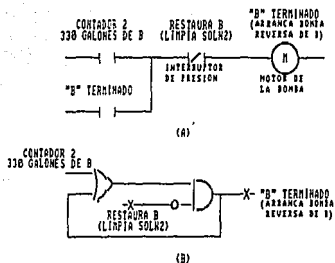 CONTADOR 2
330 GALONES DE B
RESTAURA B
(LIMPIA SOLN2)
"B" TERMINADO
(ARRANCA BOMBA
REVERSA DE B)
M
INTERRUPTOR
DE PRESION
MOTOR DE
LA BOMBA
"B" TERMINADO
(A)
CONTADOR 2
330 GALONES DE B
RESTAURA B
(LIMPIA SOLN2)
X
X
"B" TERMINADO
(ARRANCA BOMBA
REVERSA DE B)
(B)